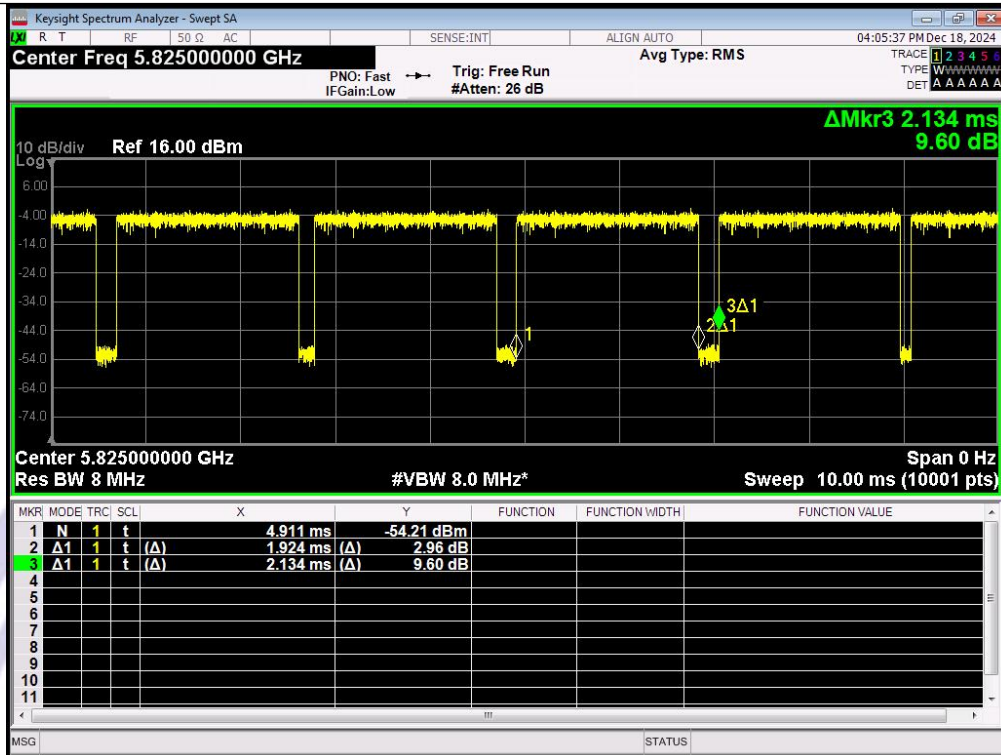 Keysight Spectrum Analyzer - Swept SA
LXI R T RF 50 Ω AC SENSE:INT ALIGN AUTO 04:05:37 PM Dec 18, 2024
Center Freq 5.825000000 GHz Avg Type: RMS TRACE 1 2 3 4 5 6
PNO: Fast Trig: Free Run TYPE W
IFGain:Low #Atten: 26 dB DET A A A A A A
ΔMkr3 2.134 ms
10 dB/div Ref 16.00 dBm 9.60 dB
Log
6.00
-4.00
-14.0
-24.0
-34.0
3Δ1
-44.0
1 2Δ1
-54.0
-64.0
-74.0
Center 5.825000000 GHz Span 0 Hz
Res BW 8 MHz #VBW 8.0 MHz* Sweep 10.00 ms (10001 pts)
MKR MODE TRC SCL X Y FUNCTION FUNCTION WIDTH FUNCTION VALUE
1 N 1 t 4.911 ms -54.21 dBm
2 Δ1 1 t (Δ) 1.924 ms (Δ) 2.96 dB
3 Δ1 1 t (Δ) 2.134 ms (Δ) 9.60 dB
4
5
6
7
8
9
10
11
MSG STATUS